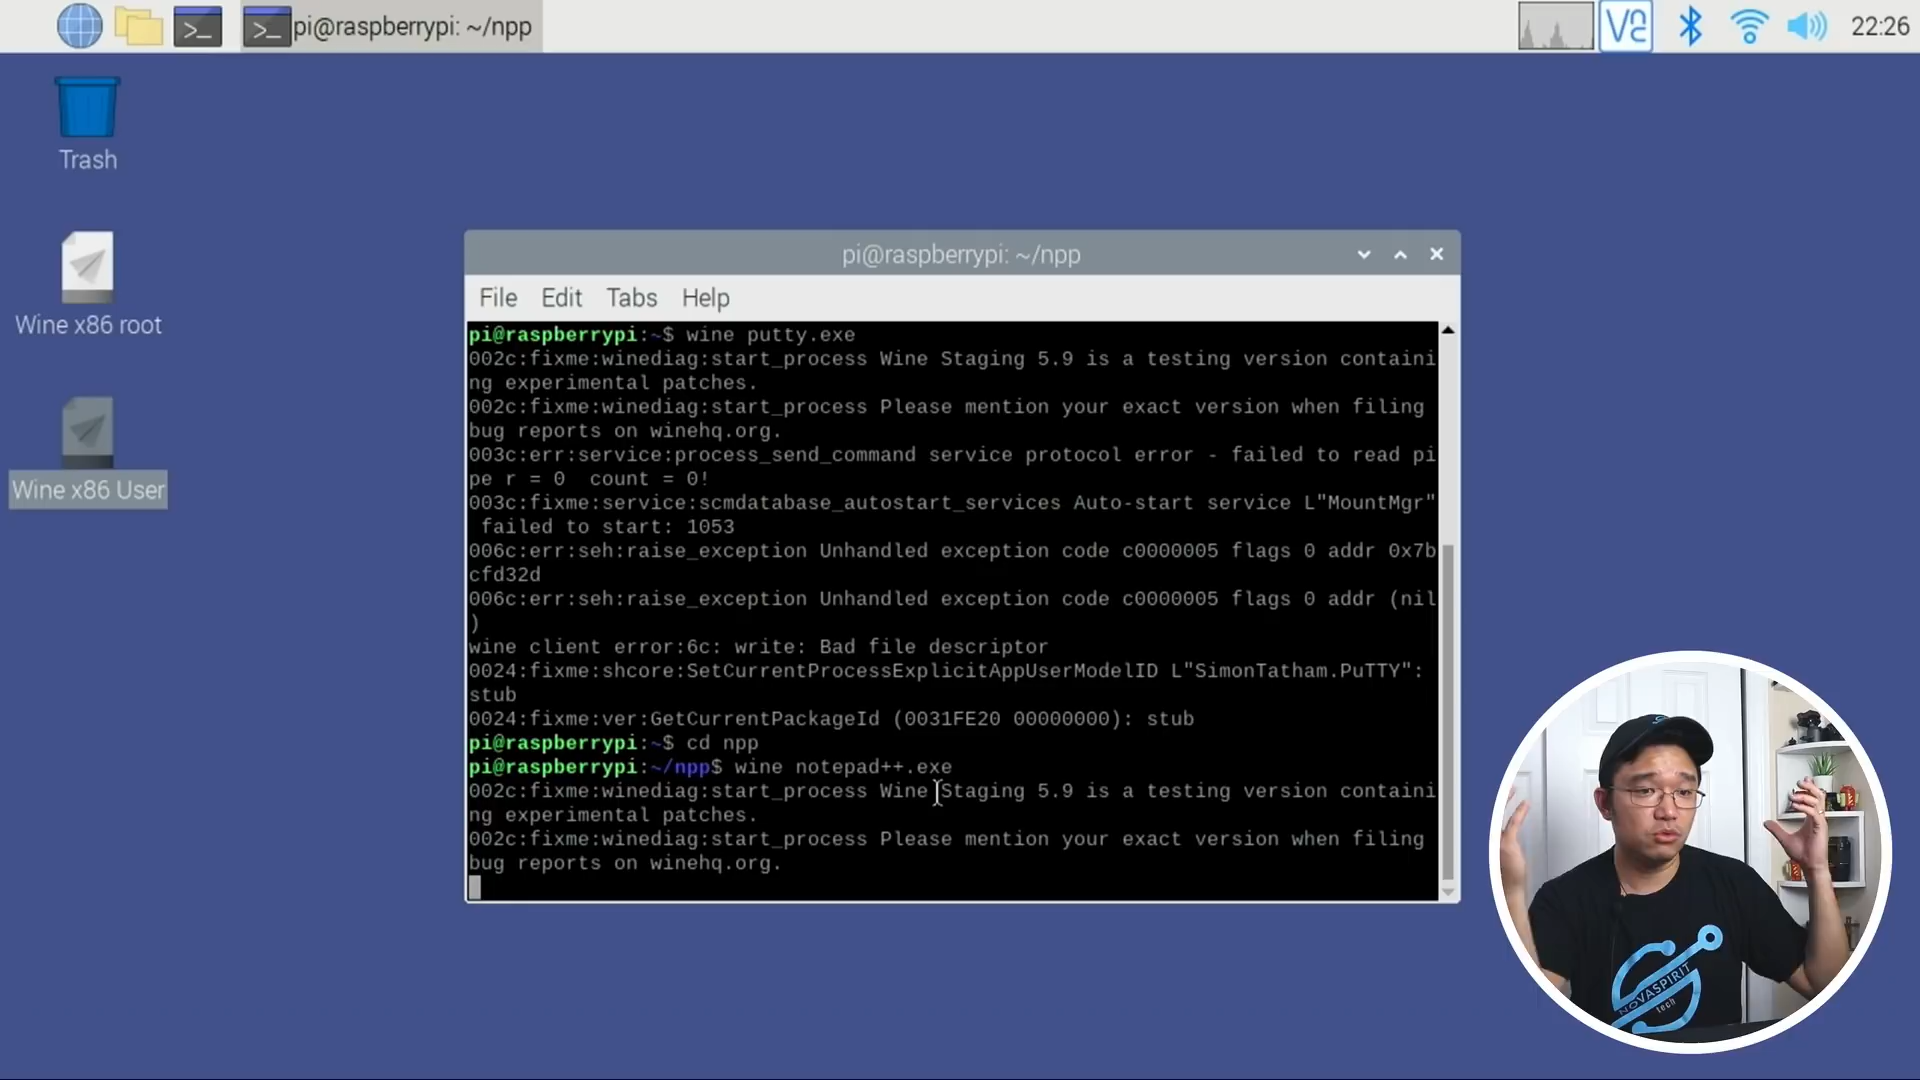 pi@raspberrypi: ~/npp
22:26
Trash
Wine x86 root
Wine x86 User
pi@raspberrypi: ~/npp
File Edit Tabs Help
pi@raspberrypi:~$ wine putty.exe
002c:fixme:winediag:start_process Wine Staging 5.9 is a testing version containi
ng experimental patches.
002c:fixme:winediag:start_process Please mention your exact version when filing
bug reports on winehq.org.
003c:err:service:process_send_command service protocol error - failed to read pi
pe r = 0  count = 0!
003c:fixme:service:scmdatabase_autostart_services Auto-start service L"MountMgr"
 failed to start: 1053
006c:err:seh:raise_exception Unhandled exception code c0000005 flags 0 addr 0x7b
cfd32d
006c:err:seh:raise_exception Unhandled exception code c0000005 flags 0 addr (nil
)
wine client error:6c: write: Bad file descriptor
0024:fixme:shcore:SetCurrentProcessExplicitAppUserModelID L"SimonTatham.PuTTY":
stub
0024:fixme:ver:GetCurrentPackageId (0031FE20 00000000): stub
pi@raspberrypi:~$ cd npp
pi@raspberrypi:~/npp$ wine notepad++.exe
002c:fixme:winediag:start_process Wine Staging 5.9 is a testing version containi
ng experimental patches.
002c:fixme:winediag:start_process Please mention your exact version when filing
bug reports on winehq.org.
NOVASPIRIT
tech